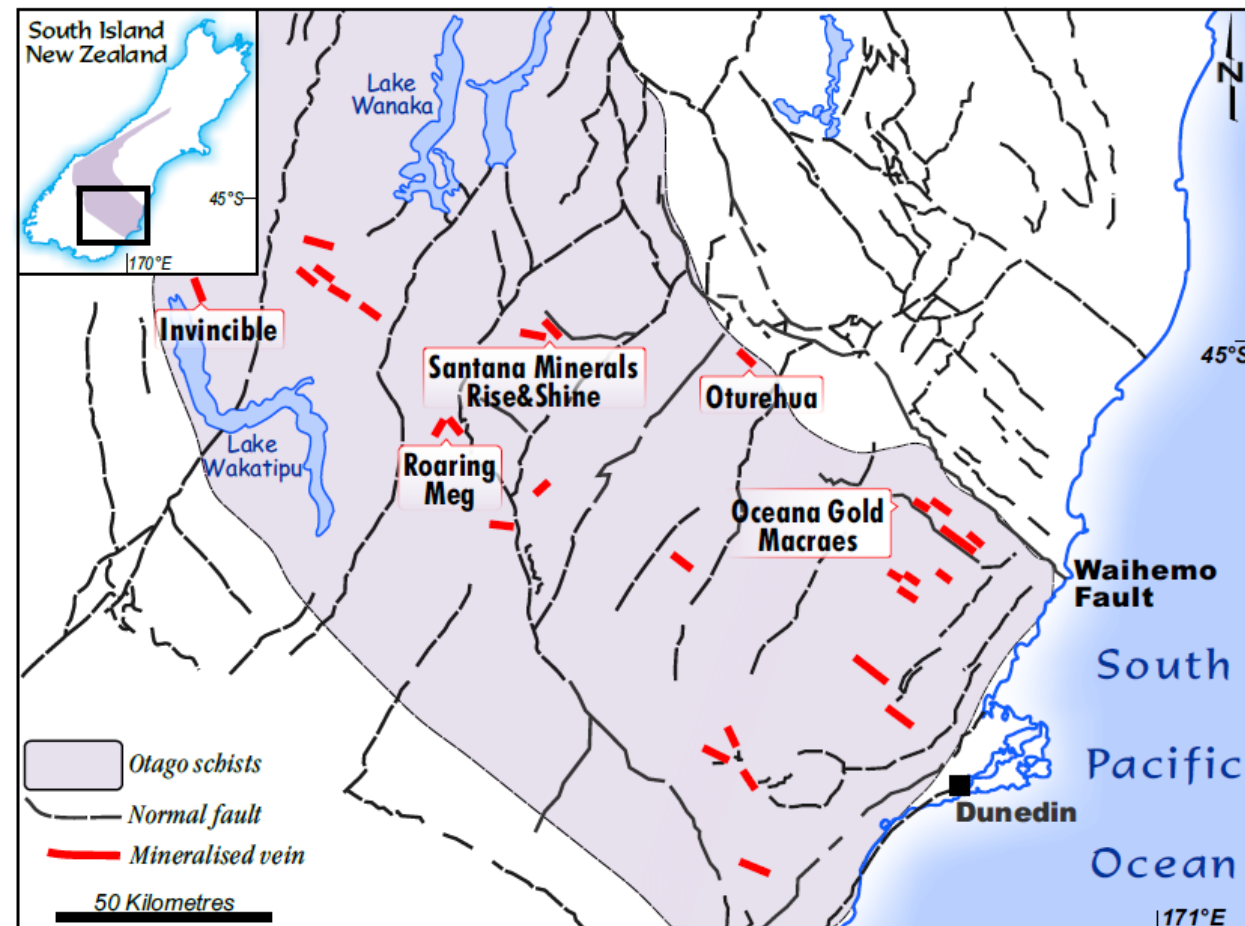 South Island
New Zealand
45°S
170°E
Lake
Wanaka
N
45°S
Invincible
Santana Minerals
Rise&Shine
Oturehua
Lake
Wakatipu
Roaring
Meg
Oceana Gold
Macraes
Waihemo
Fault
South
Pacific
Ocean
Dunedin
Otago schists
Normal fault
Mineralised vein
50 Kilometres
171°E